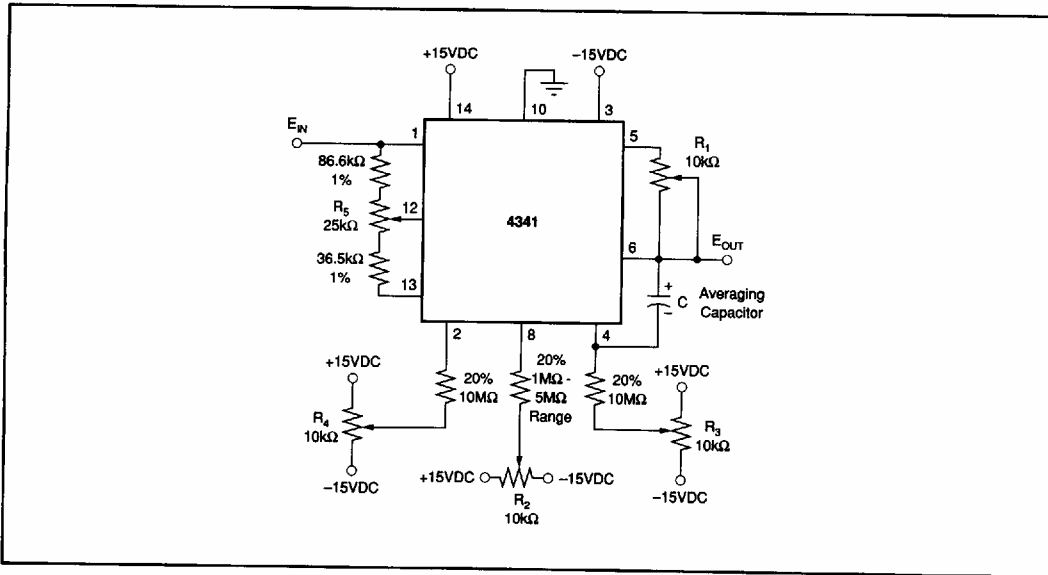 +15VDC
−15VDC
14
10
3
E_IN
1
5
R_1
10kΩ
86.6kΩ
1%
R_5
25kΩ
12
4341
36.5kΩ
1%
13
6
E_OUT
+
−
C
Averaging
Capacitor
2
8
4
+15VDC
20%
10MΩ
20%
1MΩ -
5MΩ
Range
20%
10MΩ
+15VDC
R_4
10kΩ
R_3
10kΩ
−15VDC
+15VDC
−15VDC
−15VDC
R_2
10kΩ